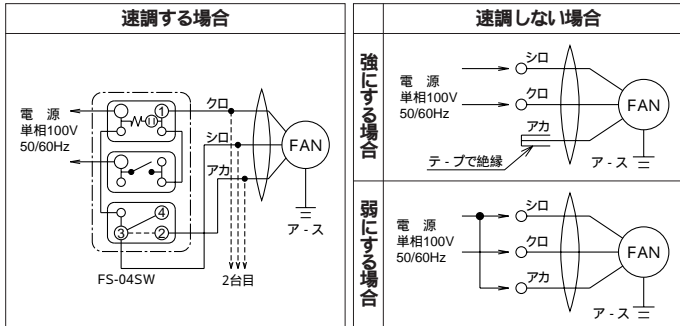 速調する場合
電 源
単相100V
50/60Hz
①
④
③
②
クロ
シロ
アカ
FAN
ア-ス
FS-04SW
2台目
速調しない場合
強にする場合
電 源
単相100V
50/60Hz
シロ
クロ
アカ
FAN
テ-プで絶縁
ア-ス
弱にする場合
電 源
単相100V
50/60Hz
シロ
クロ
アカ
FAN
ア-ス